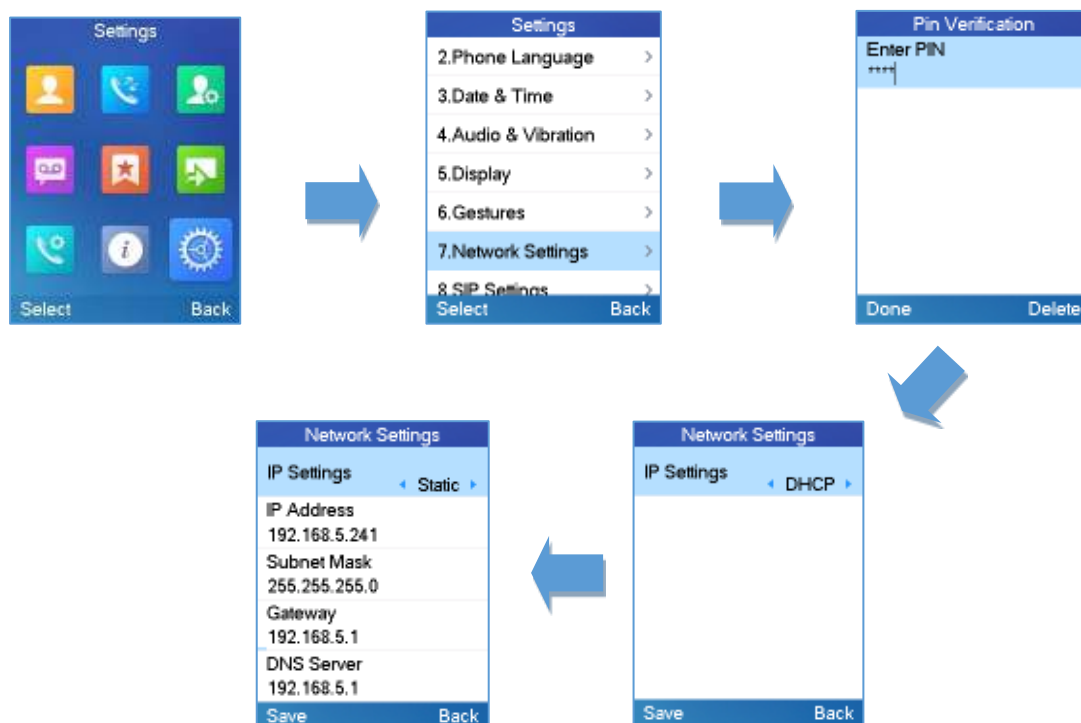 Settings
Select Back
Settings
2.Phone Language
3.Date & Time
4.Audio & Vibration
5.Display
6.Gestures
7.Network Settings
8.SIP Settings
Select Back
Pin Verification
Enter PIN
****
Done Delete
Network Settings
IP Settings
DHCP
Save Back
Network Settings
IP Settings
Static
IP Address
192.168.5.241
Subnet Mask
255.255.255.0
Gateway
192.168.5.1
DNS Server
192.168.5.1
Save Back